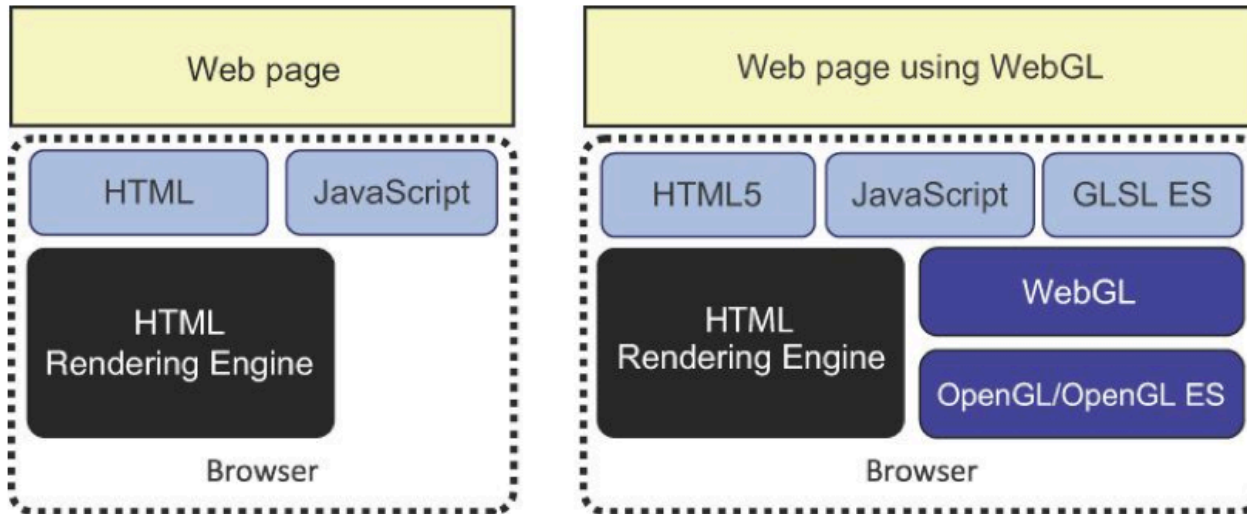 Web page
HTML
JavaScript
HTML
Rendering Engine
Browser
Web page using WebGL
HTML5
JavaScript
GLSL ES
HTML
Rendering Engine
WebGL
OpenGL/OpenGL ES
Browser